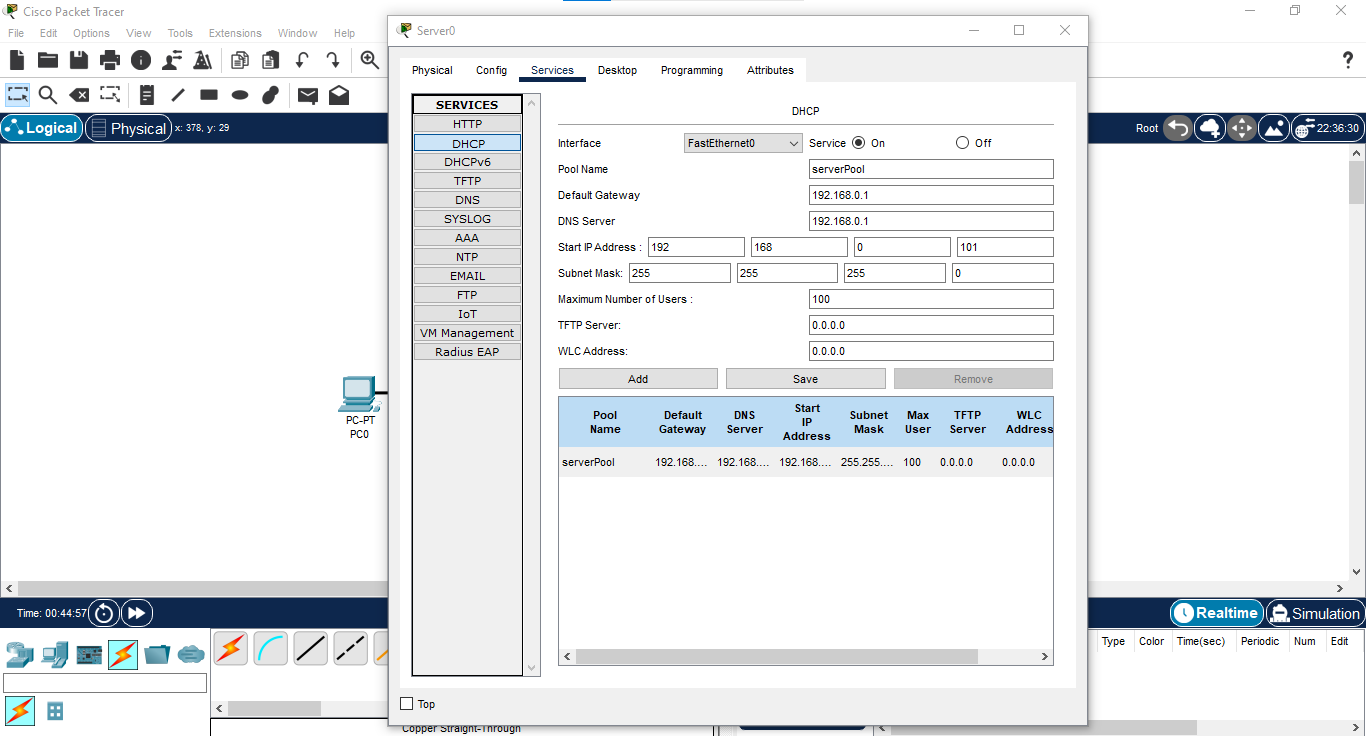 Cisco Packet Tracer
File Edit Options View Tools Extensions Window Help
Logical Physical x: 378, y: 29
Root 22:36:30
PC-PT
PC0
Server0
Physical Config Services Desktop Programming Attributes
SERVICES
HTTP
DHCP
DHCPv6
TFTP
DNS
SYSLOG
AAA
NTP
EMAIL
FTP
IoT
VM Management
Radius EAP
DHCP
Interface FastEthernet0 Service On Off
Pool Name serverPool
Default Gateway 192.168.0.1
DNS Server 192.168.0.1
Start IP Address : 192 168 0 101
Subnet Mask: 255 255 255 0
Maximum Number of Users : 100
TFTP Server: 0.0.0.0
WLC Address: 0.0.0.0
Add Save Remove
Pool Name Default Gateway DNS Server Start IP Address Subnet Mask Max User TFTP Server WLC Address
serverPool 192.168.... 192.168.... 192.168.... 255.255.... 100 0.0.0.0 0.0.0.0
Top
Time: 00:44:57
Realtime Simulation
Type Color Time(sec) Periodic Num Edit
Copper Straight-Through